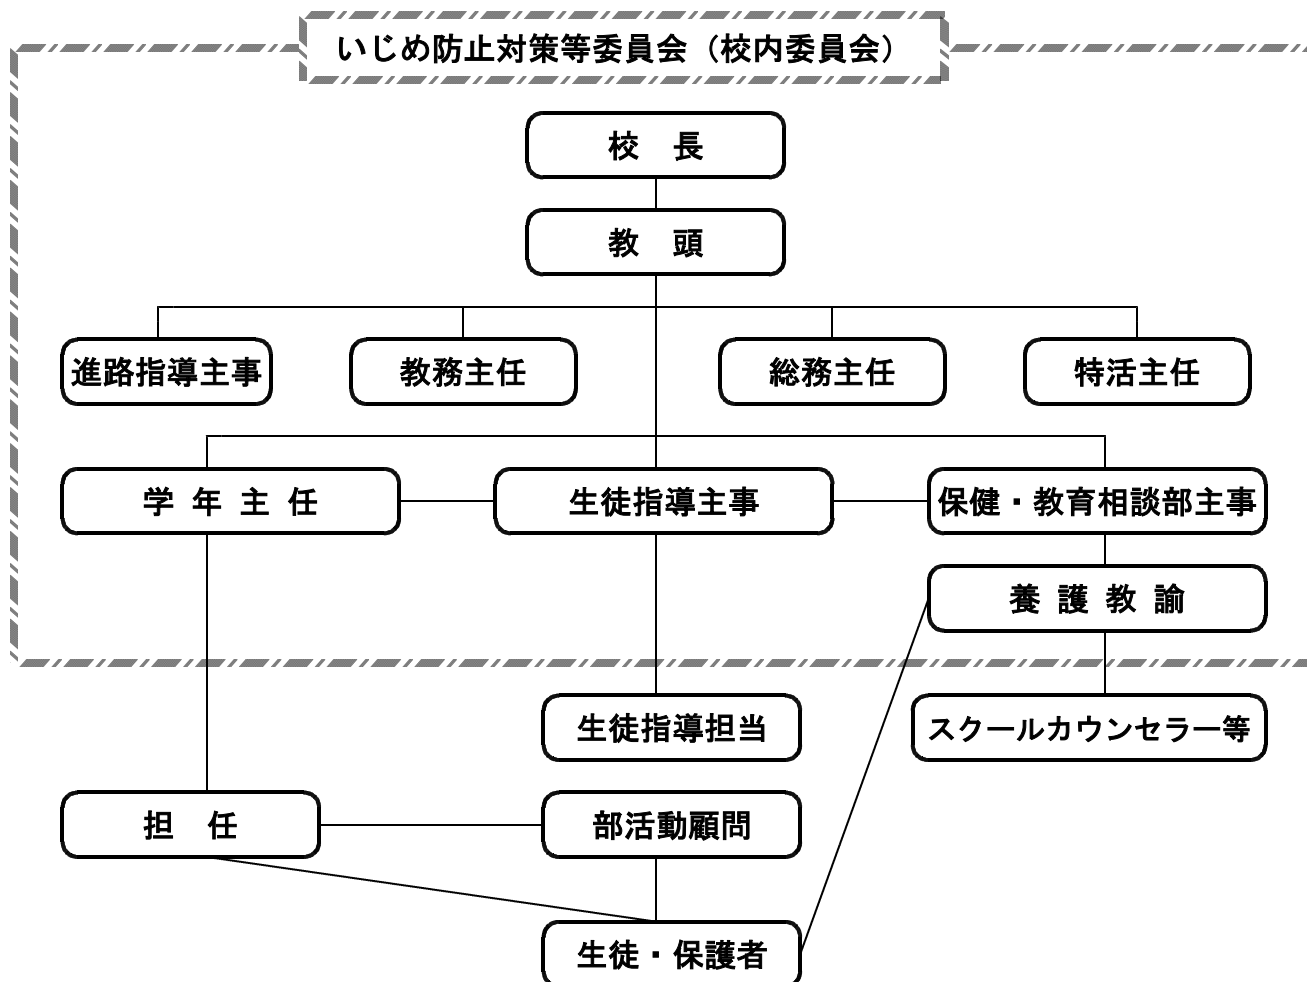 いじめ防止対策等委員会（校内委員会）
校　長
教　頭
進路指導主事
教務主任
総務主任
特活主任
学 年 主 任
生徒指導主事
保健・教育相談部主事
養 護 教 諭
生徒指導担当
スクールカウンセラー等
担　任
部活動顧問
生徒・保護者